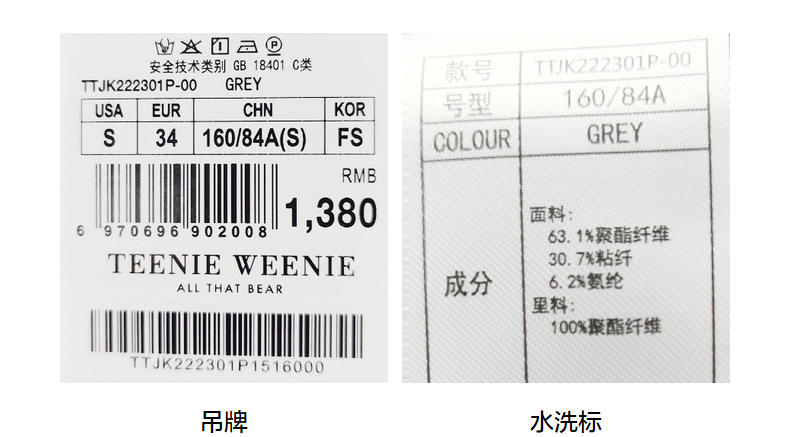 安全技术类别 GB 18401 C类
TTJK222301P-00 GREY
USA EUR CHN KOR
S 34 160/84A(S) FS
RMB
1,380
6 970696 902008
TEENIE WEENIE
ALL THAT BEAR
TTJK222301P1516000
吊牌
款号 TTJK222301P-00
号型 160/84A
COLOUR GREY
成分
面料:
63.1%聚酯纤维
30.7%粘纤
6.2%氨纶
里料:
100%聚酯纤维
水洗标